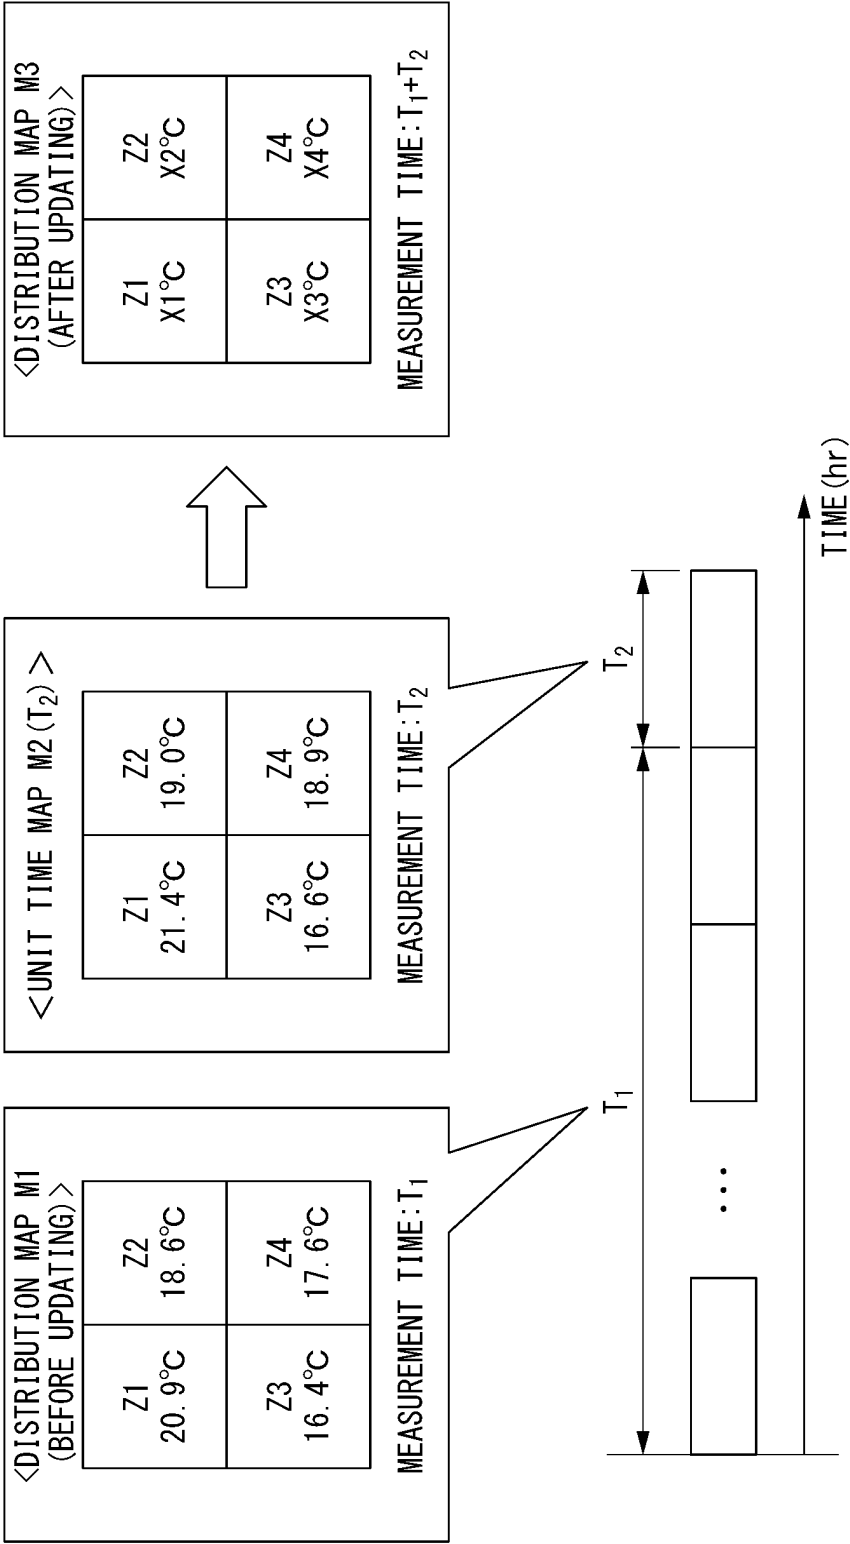 <DISTRIBUTION MAP M1
(BEFORE UPDATING)>
Z1
20.9℃
Z2
18.6℃
Z3
16.4℃
Z4
17.6℃
MEASUREMENT TIME:T1
<UNIT TIME MAP M2(T2)>
Z1
21.4℃
Z2
19.0℃
Z3
16.6℃
Z4
18.9℃
MEASUREMENT TIME:T2
<DISTRIBUTION MAP M3
(AFTER UPDATING)>
Z1
X1℃
Z2
X2℃
Z3
X3℃
Z4
X4℃
MEASUREMENT TIME:T1+T2
T1
T2
...
TIME(hr)